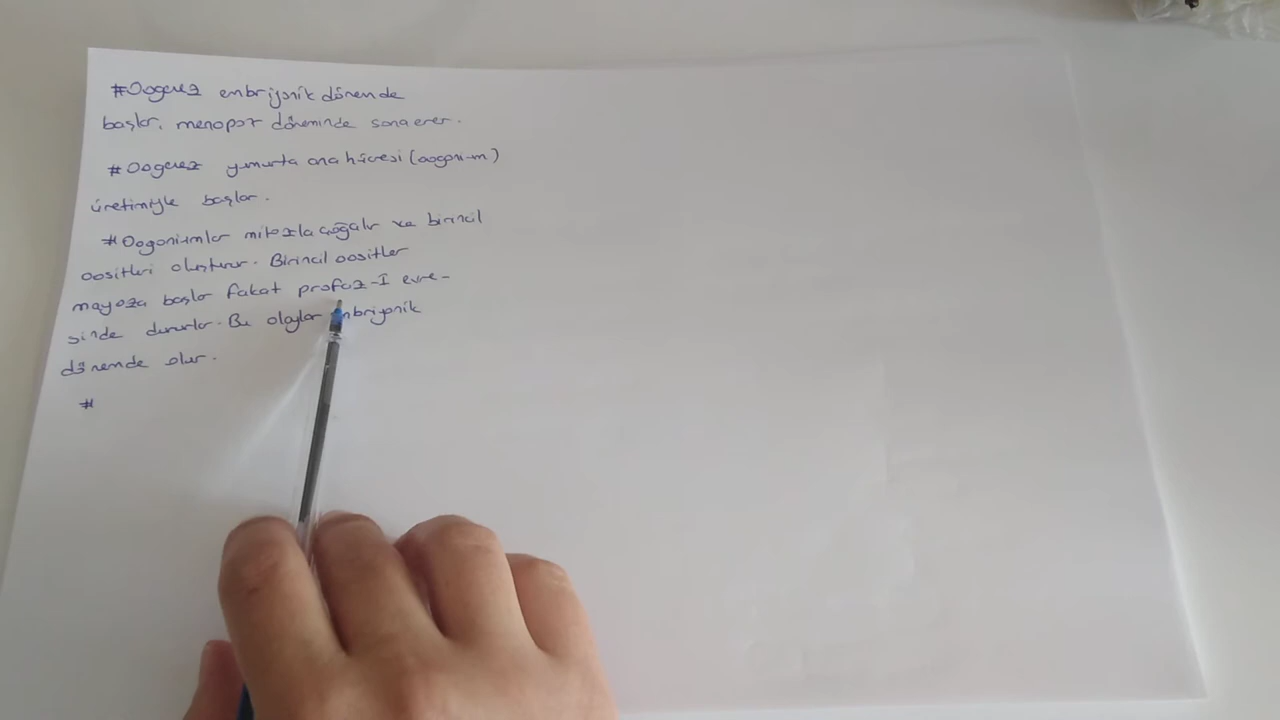 #Oogenez embriyonik dönemde
başlar, menopoz döneminde sona erer.
#Oogenez yumurta ana hücresi (oogonium)
üretimiyle başlar.
#Oogoniumlar mitozla çoğalır ve birincil
oositleri oluşturur. Birincil oositler
mayoza başlar fakat profaz-I evre-
sinde dururlar. Bu olaylar embriyonik
dönemde olur.
#